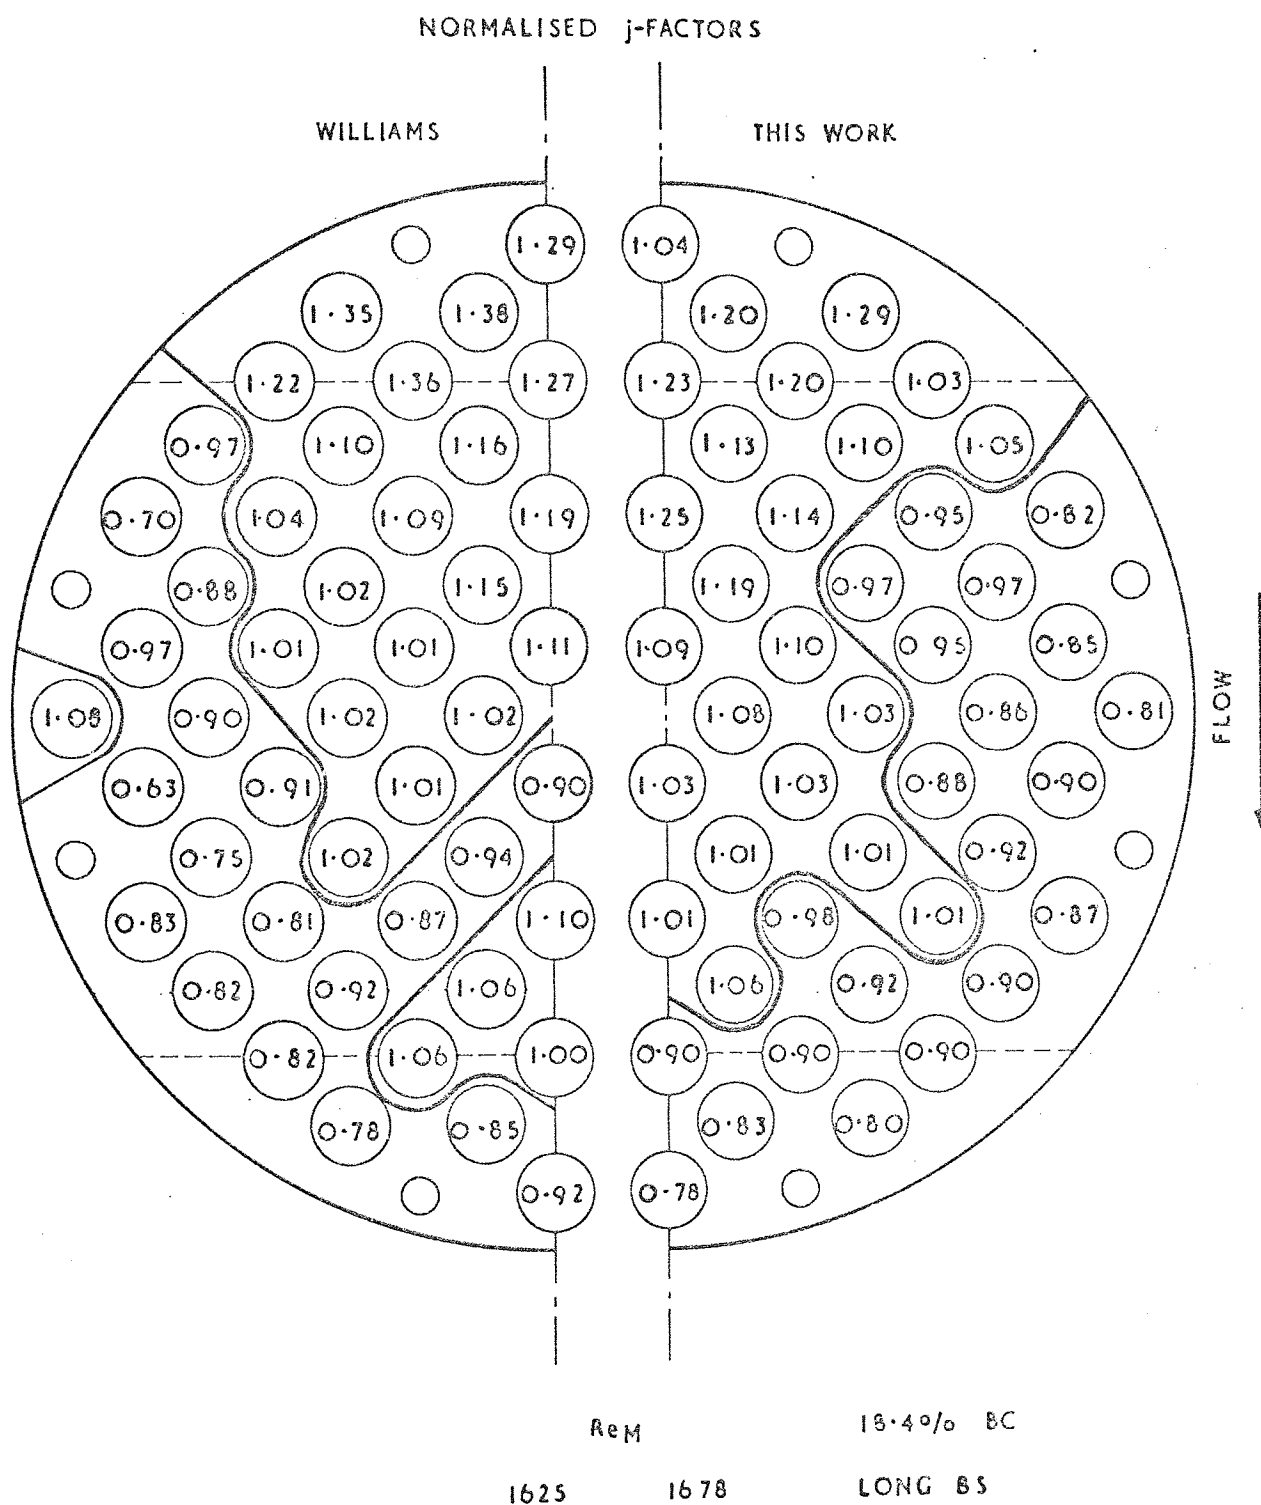 NORMALISED j-FACTORS
WILLIAMS THIS WORK
1·29 1·04
1·35 1·38 1·20 1·29
1·22 1·36 1·27 1·23 1·20 1·03
0·97 1·10 1·16 1·13 1·10 1·05
0·70 1·04 1·09 1·19 1·25 1·14 0·95 0·82
0·88 1·02 1·15 1·19 0·97 0·97
0·97 1·01 1·01 1·11 1·09 1·10 0·95 0·85
1·08 0·90 1·02 1·02 1·08 1·03 0·86 0·81
FLOW
0·63 0·91 1·01 0·90 1·03 1·03 0·88 0·90
0·75 1·02 0·94 1·01 1·01 0·92
0·83 0·81 0·87 1·10 1·01 0·98 1·01 0·87
0·82 0·92 1·06 1·06 0·92 0·90
0·82 1·06 1·00 0·90 0·90 0·90
0·78 0·85 0·83 0·80
0·92 0·78
ReM 18·4% BC
1625 1678 LONG BS